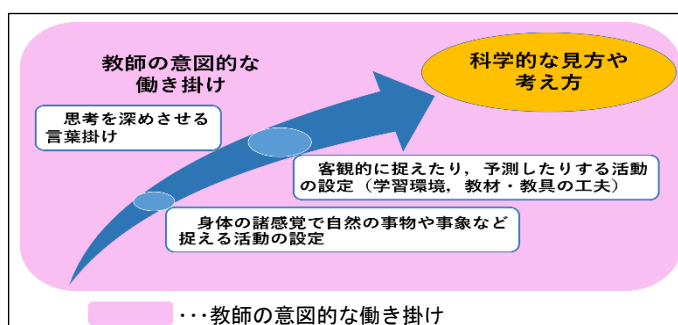 教師の意図的な
働き掛け
科学的な見方や
考え方
思考を深めさせる
言葉掛け
客観的に捉えたり，予測したりする活動
の設定（学習環境，教材・教具の工夫）
身体の諸感覚で自然の事物や事象など
捉える活動の設定
・・・教師の意図的な働き掛け